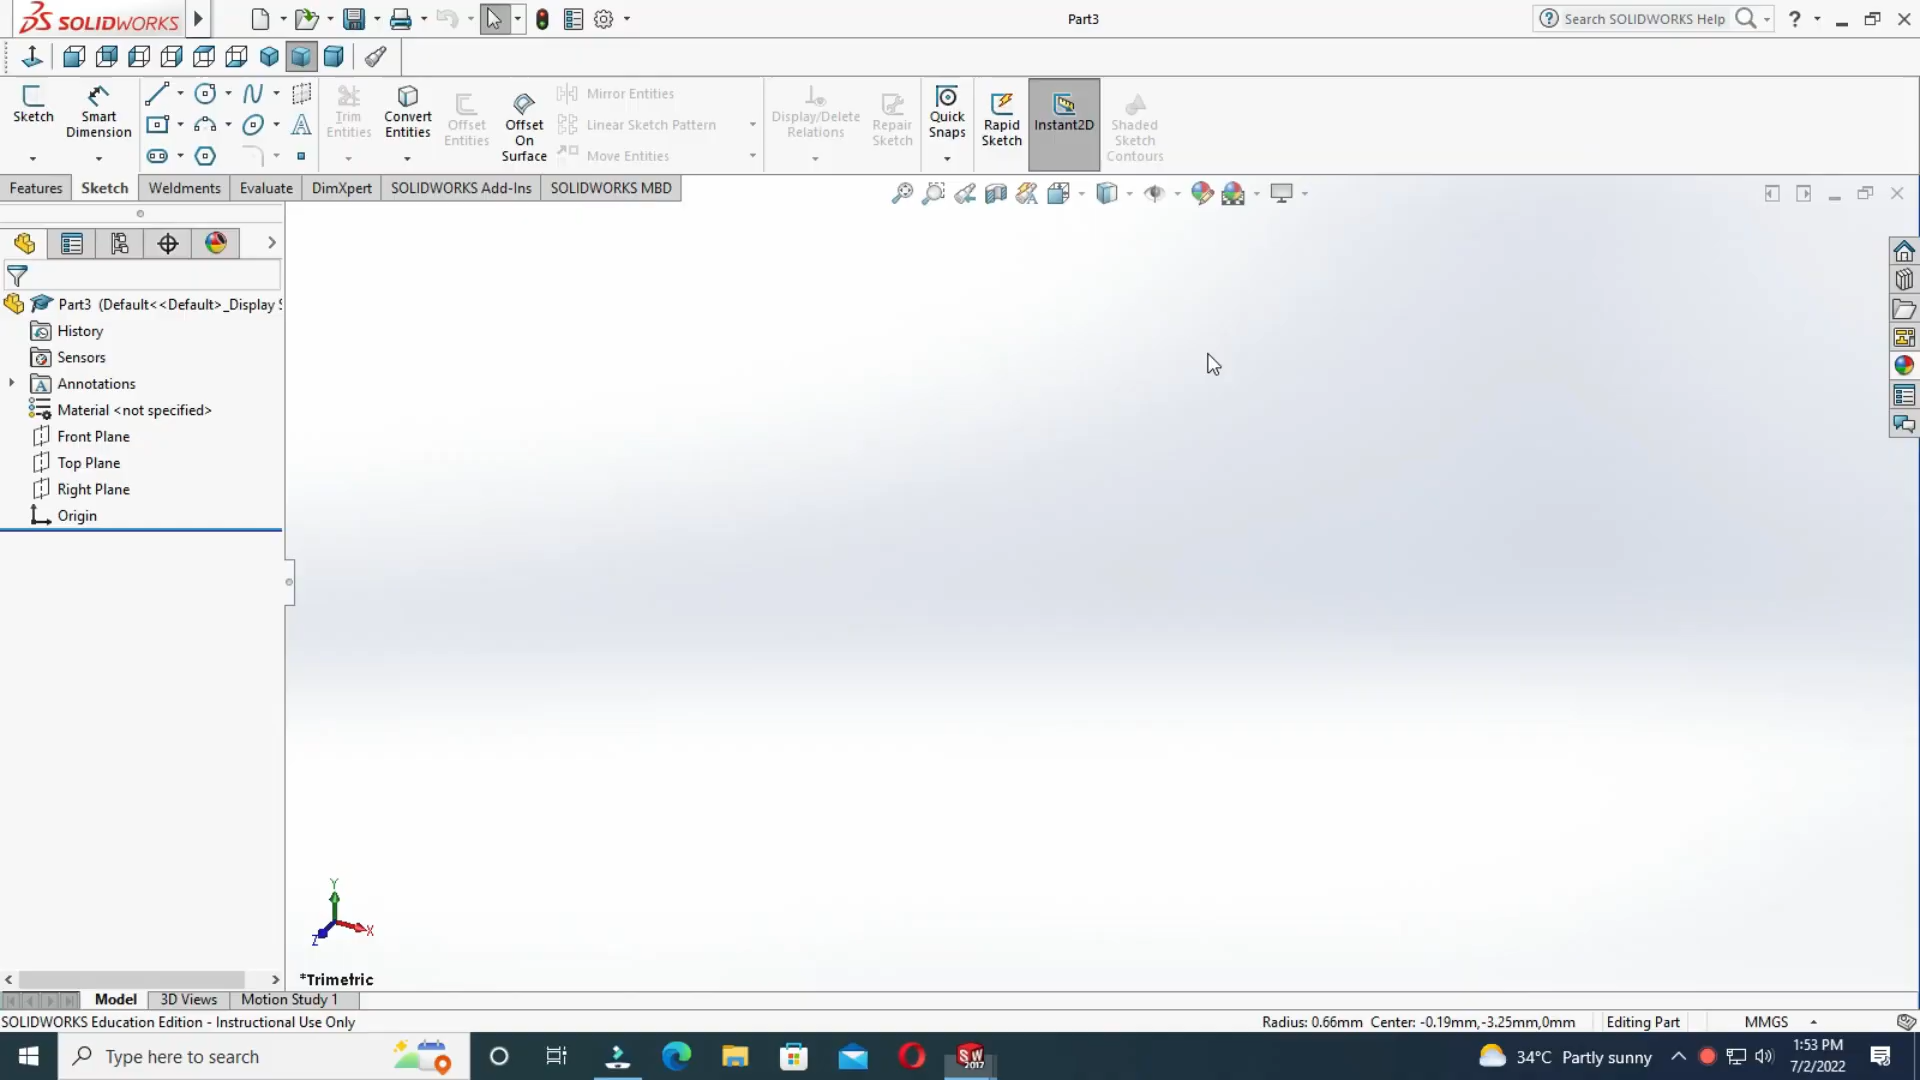 SOLIDWORKS
Part3
Search SOLIDWORKS Help
?
Sketch
Smart
Dimension
Trim
Entities
Convert
Entities
Offset
Entities
Offset
On
Surface
Mirror Entities
Linear Sketch Pattern
Move Entities
Display/Delete
Relations
Repair
Sketch
Quick
Snaps
Rapid
Sketch
Instant2D
Shaded
Sketch
Contours
Features
Sketch
Weldments
Evaluate
DimXpert
SOLIDWORKS Add-Ins
SOLIDWORKS MBD
Part3 (Default<<Default>_Display S
History
Sensors
Annotations
Material <not specified>
Front Plane
Top Plane
Right Plane
Origin
Y
X
Z
*Trimetric
Model
3D Views
Motion Study 1
SOLIDWORKS Education Edition - Instructional Use Only
Radius: 0.66mm Center: -0.19mm,-3.25mm,0mm
Editing Part
MMGS
Type here to search
SW
2017
34°C Partly sunny
1:53 PM
7/2/2022